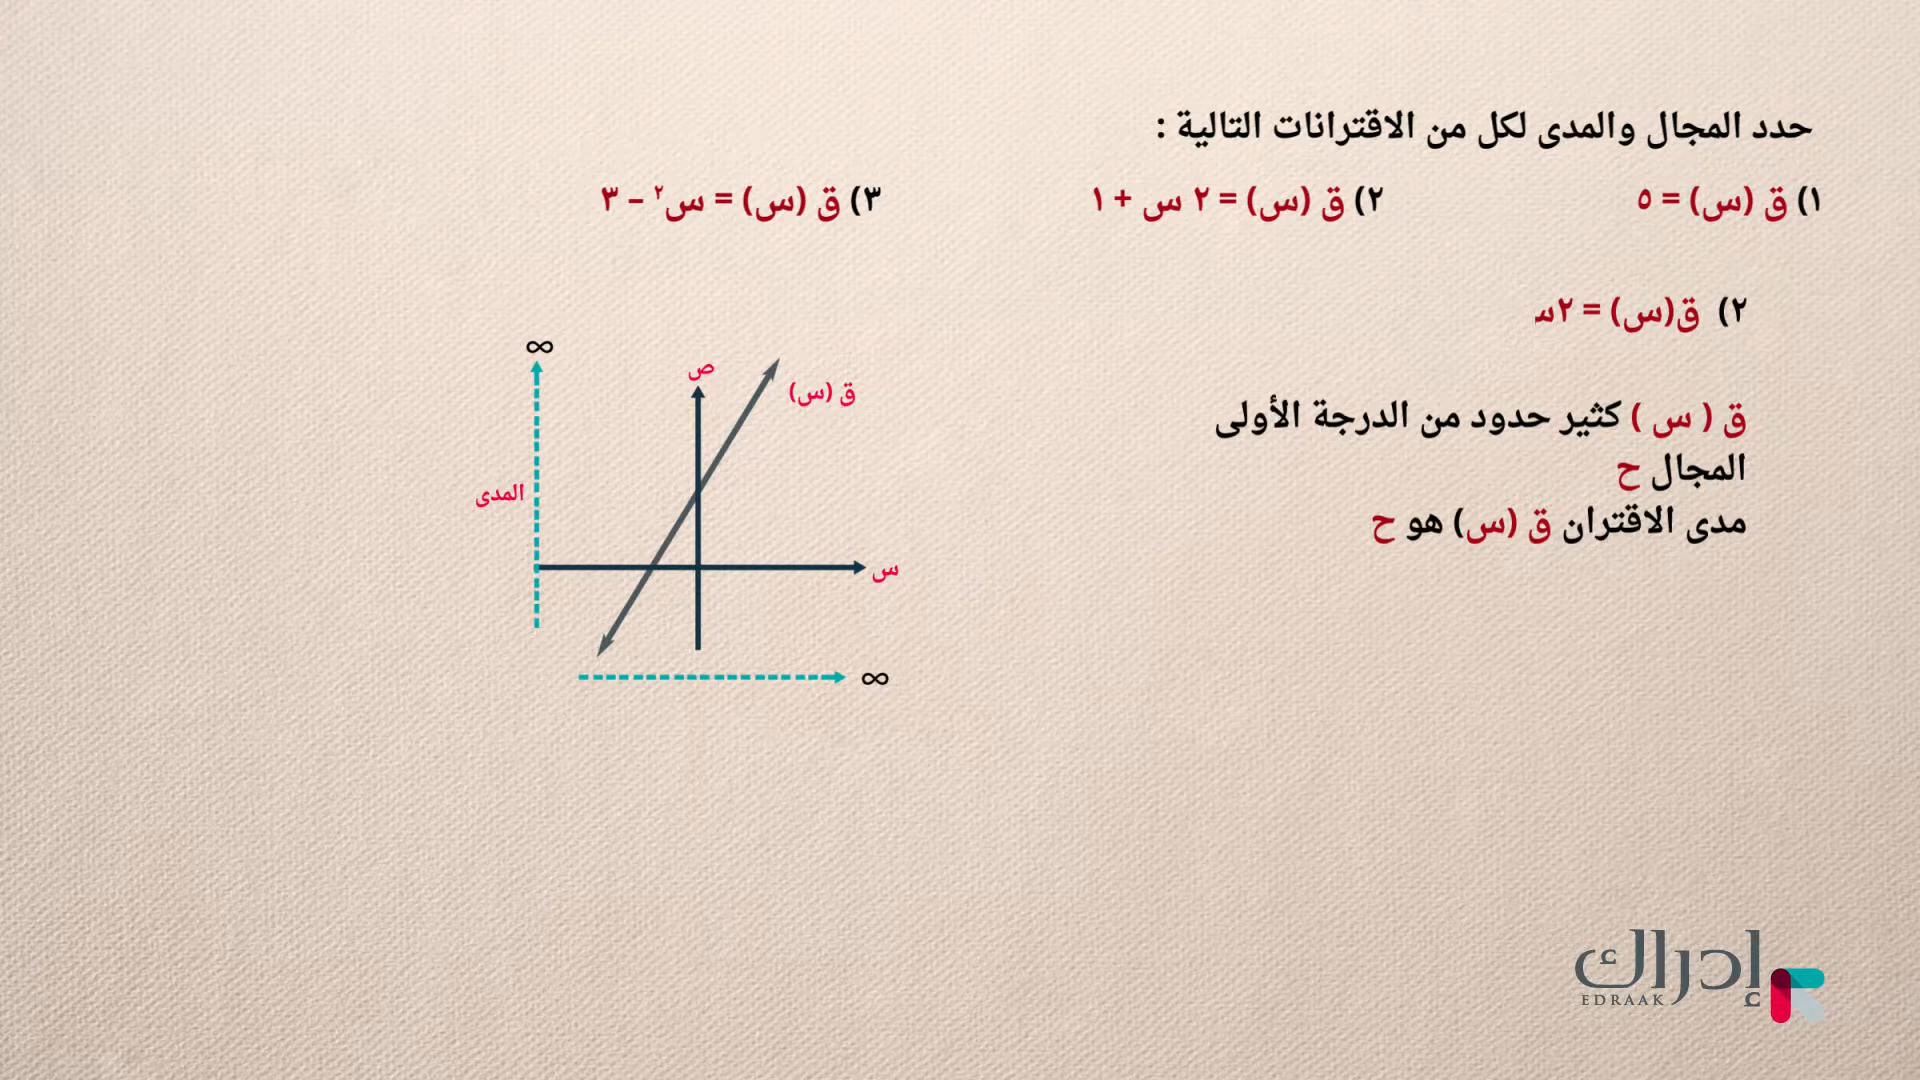 حدد المجال والمدى لكل من الاقترانات التالية :
١) ق (س) = ٥
٢) ق (س) = ٢ س + ١
٣) ق (س) = س٢ – ٣
٢) ق(س) = ٢س
ق ( س ) كثير حدود من الدرجة الأولى
المجال ح
مدى الاقتران ق (س) هو ح
∞
ص
ق (س)
المدى
س
∞
إدراك
EDRAAK